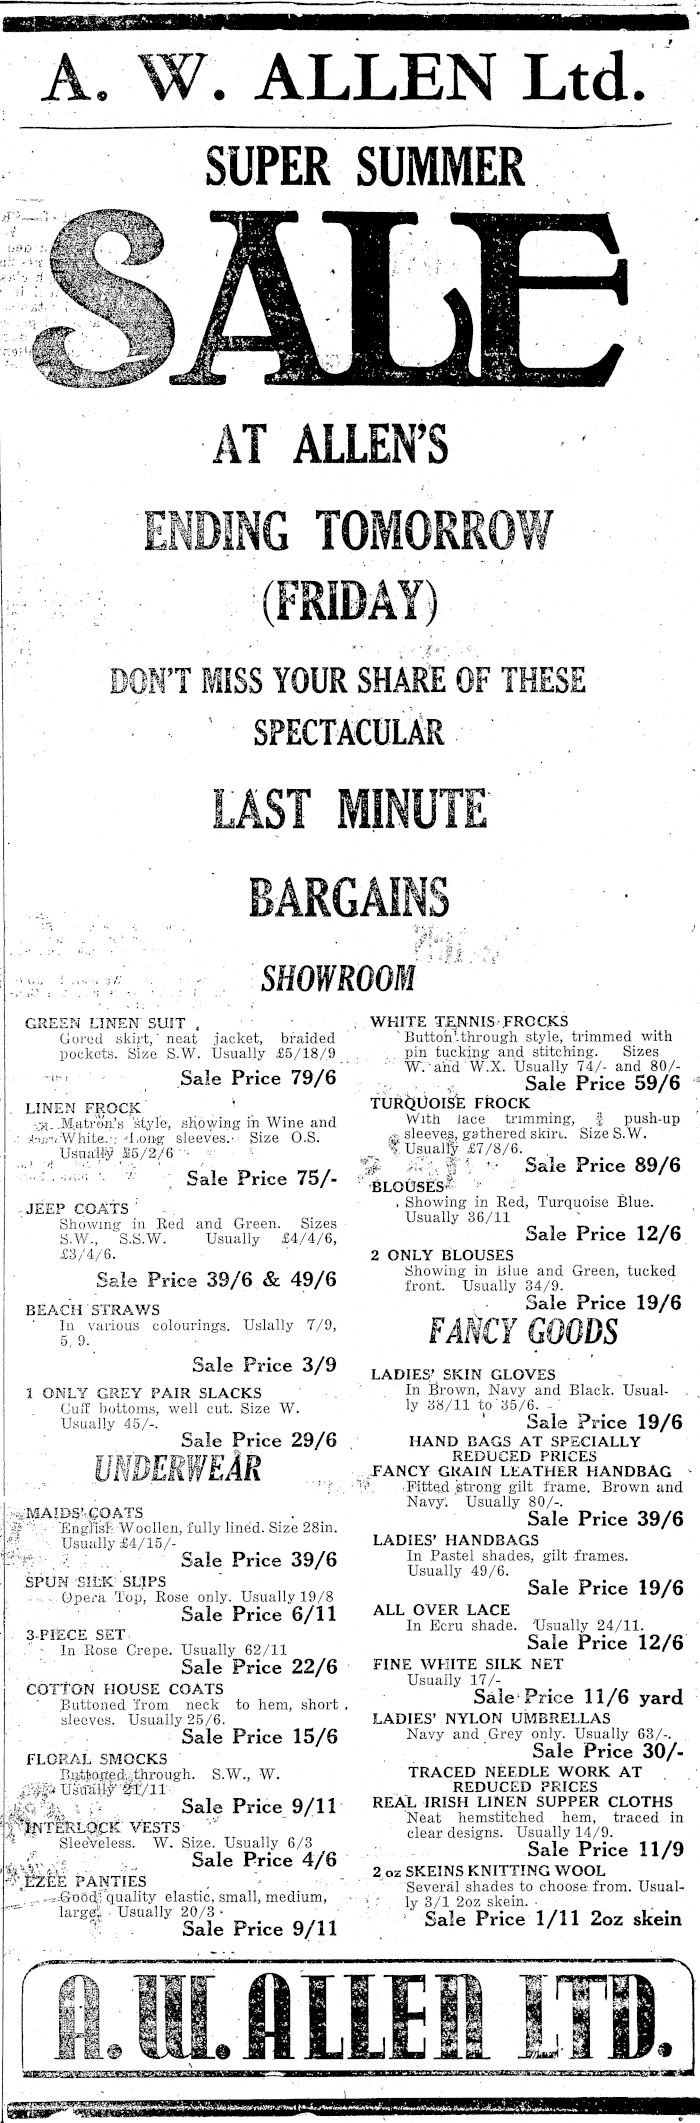 A. W. ALLEN Ltd.
SUPER SUMMER
SALE
AT ALLEN'S
ENDING TOMORROW
(FRIDAY)
DON'T MISS YOUR SHARE OF THESE
SPECTACULAR
LAST MINUTE
BARGAINS
SHOWROOM
GREEN LINEN SUIT
Gored skirt, neat jacket, braided
pockets. Size S.W. Usually £5/18/9
Sale Price 79/6
LINEN FROCK
Matron's style, showing in Wine and
White. Long sleeves. Size O.S.
Usually £5/2/6
Sale Price 75/-
JEEP COATS
Showing in Red and Green. Sizes
S.W., S.S.W. Usually £4/4/6,
£3/4/6.
Sale Price 39/6 & 49/6
BEACH STRAWS
In various colourings. Uslally 7/9,
5/9.
Sale Price 3/9
1 ONLY GREY PAIR SLACKS
Cuff bottoms, well cut. Size W.
Usually 45/-.
Sale Price 29/6
UNDERWEAR
MAIDS' COATS
English Woollen, fully lined. Size 28in.
Usually £4/15/-
Sale Price 39/6
SPUN SILK SLIPS
Opera Top, Rose only. Usually 19/8
Sale Price 6/11
3-PIECE SET
In Rose Crepe. Usually 62/11
Sale Price 22/6
COTTON HOUSE COATS
Buttoned from neck to hem, short
sleeves. Usually 25/6.
Sale Price 15/6
FLORAL SMOCKS
Buttoned through. S.W., W.
Usually 21/11
Sale Price 9/11
INTERLOCK VESTS
Sleeveless. W. Size. Usually 6/3
Sale Price 4/6
EZEE PANTIES
Good quality elastic, small, medium,
large. Usually 20/3
Sale Price 9/11
WHITE TENNIS FROCKS
Button through style, trimmed with
pin tucking and stitching. Sizes
W. and W.X. Usually 74/- and 80/-
Sale Price 59/6
TURQUOISE FROCK
With lace trimming, ¾ push-up
sleeves, gathered skirt. Size S.W.
Usually £7/8/6.
Sale Price 89/6
BLOUSES
Showing in Red, Turquoise Blue.
Usually 36/11
Sale Price 12/6
2 ONLY BLOUSES
Showing in Blue and Green, tucked
front. Usually 34/9.
Sale Price 19/6
FANCY GOODS
LADIES' SKIN GLOVES
In Brown, Navy and Black. Usual-
ly 38/11 to 35/6.
Sale Price 19/6
HAND BAGS AT SPECIALLY
REDUCED PRICES
FANCY GRAIN LEATHER HANDBAG
Fitted strong gilt frame. Brown and
Navy. Usually 80/-.
Sale Price 39/6
LADIES' HANDBAGS
In Pastel shades, gilt frames.
Usually 49/6.
Sale Price 19/6
ALL OVER LACE
In Ecru shade. Usually 24/11.
Sale Price 12/6
FINE WHITE SILK NET
Usually 17/-
Sale Price 11/6 yard
LADIES' NYLON UMBRELLAS
Navy and Grey only. Usually 63/-.
Sale Price 30/-
TRACED NEEDLE WORK AT
REDUCED PRICES
REAL IRISH LINEN SUPPER CLOTHS
Neat hemstitched hem, traced in
clear designs. Usually 14/9.
Sale Price 11/9
2 oz SKEINS KNITTING WOOL
Several shades to choose from. Usual-
ly 3/1 2oz skein.
Sale Price 1/11 2oz skein
A. W. ALLEN LTD.